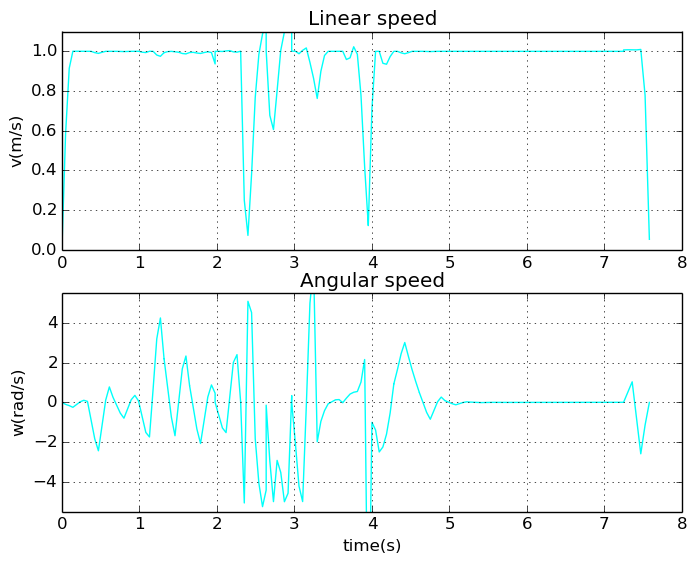 Linear speed
v(m/s)
1.0
0.8
0.6
0.4
0.2
0.0
0 1 2 3 4 5 6 7 8
Angular speed
w(rad/s)
4
2
0
−2
−4
0 1 2 3 4 5 6 7 8
time(s)